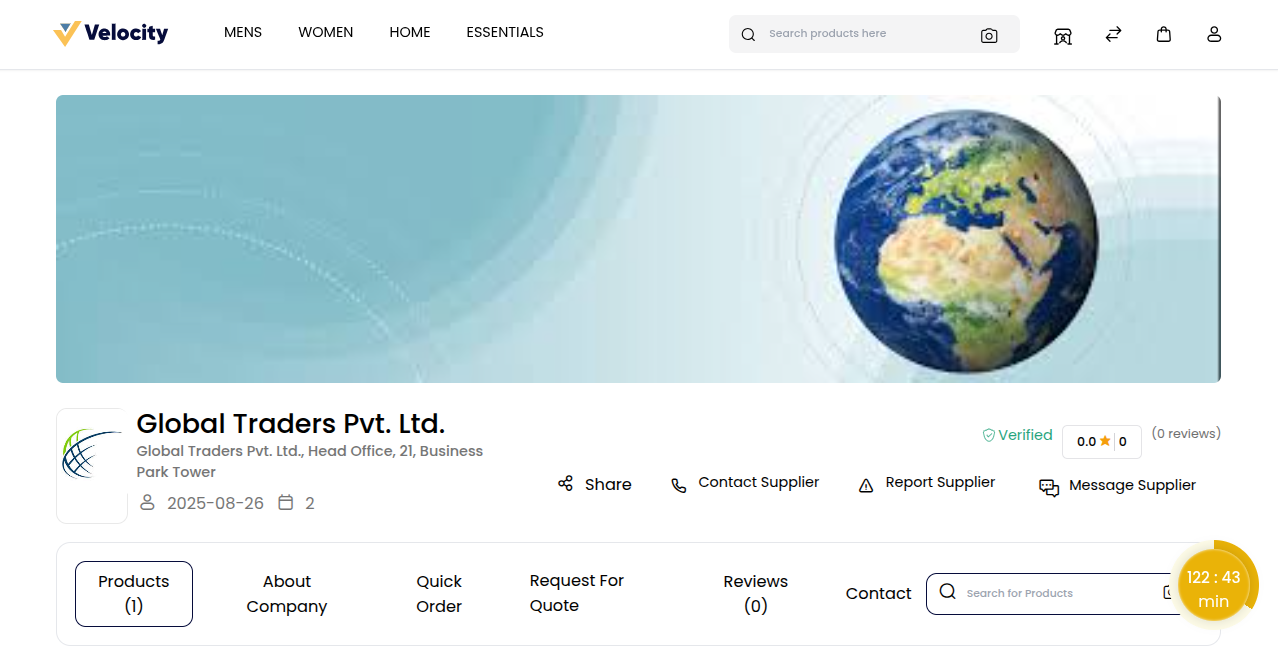 Velocity
MENS
WOMEN
HOME
ESSENTIALS
Search products here
Global Traders Pvt. Ltd.
Global Traders Pvt. Ltd., Head Office, 21, Business
Park Tower
2025-08-26
2
Verified
0.0
0
(0 reviews)
Share
Contact Supplier
Report Supplier
Message Supplier
Products
(1)
About
Company
Quick
Order
Request For
Quote
Reviews
(0)
Contact
Search for Products
122 : 43
min